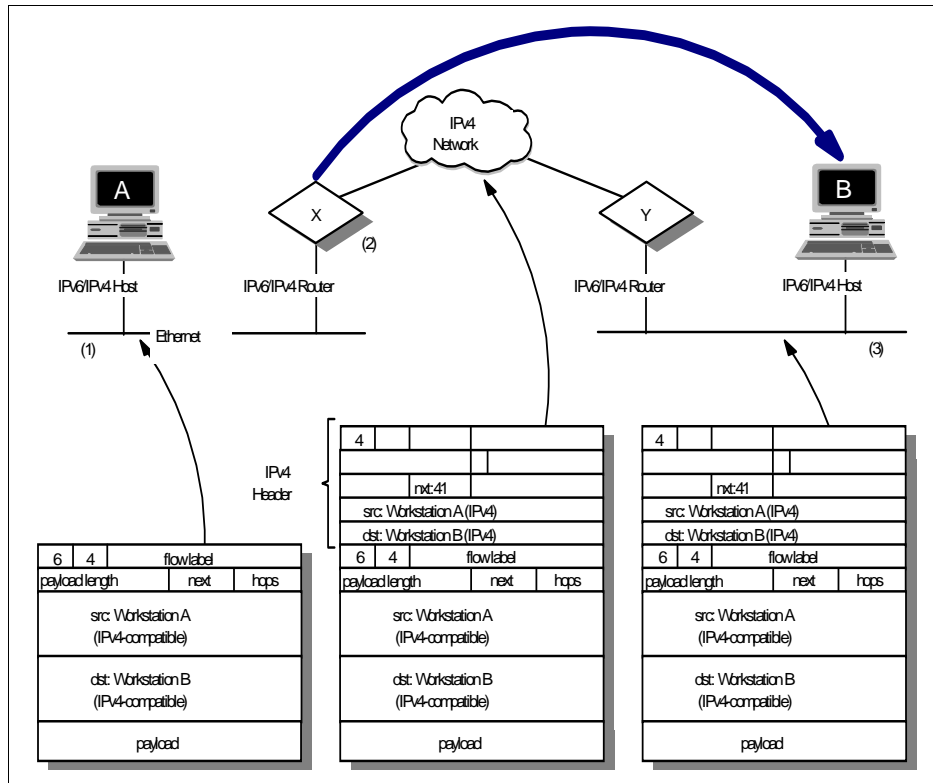 IPv4
Network
A
X
(2)
Y
B
IPV6/IPv4 Host
IPV6/IPv4 Router
IPV6/IPv4 Router
IPV6/IPv4 Host
(1)
Ethernet
(3)
IPv4
Header
4
nxt:41
src: Workstation A (IPv4)
dst: Workstation B (IPv4)
6 4 flow label
payload length next hops
src: Workstation A
(IPv4-compatible)
dst: Workstation B
(IPv4-compatible)
payload
4
nxt:41
src: Workstation A (IPv4)
dst: Workstation B (IPv4)
6 4 flow label
payload length next hops
src: Workstation A
(IPv4-compatible)
dst: Workstation B
(IPv4-compatible)
payload
6 4 flow label
payload length next hops
src: Workstation A
(IPv4-compatible)
dst: Workstation B
(IPv4-compatible)
payload